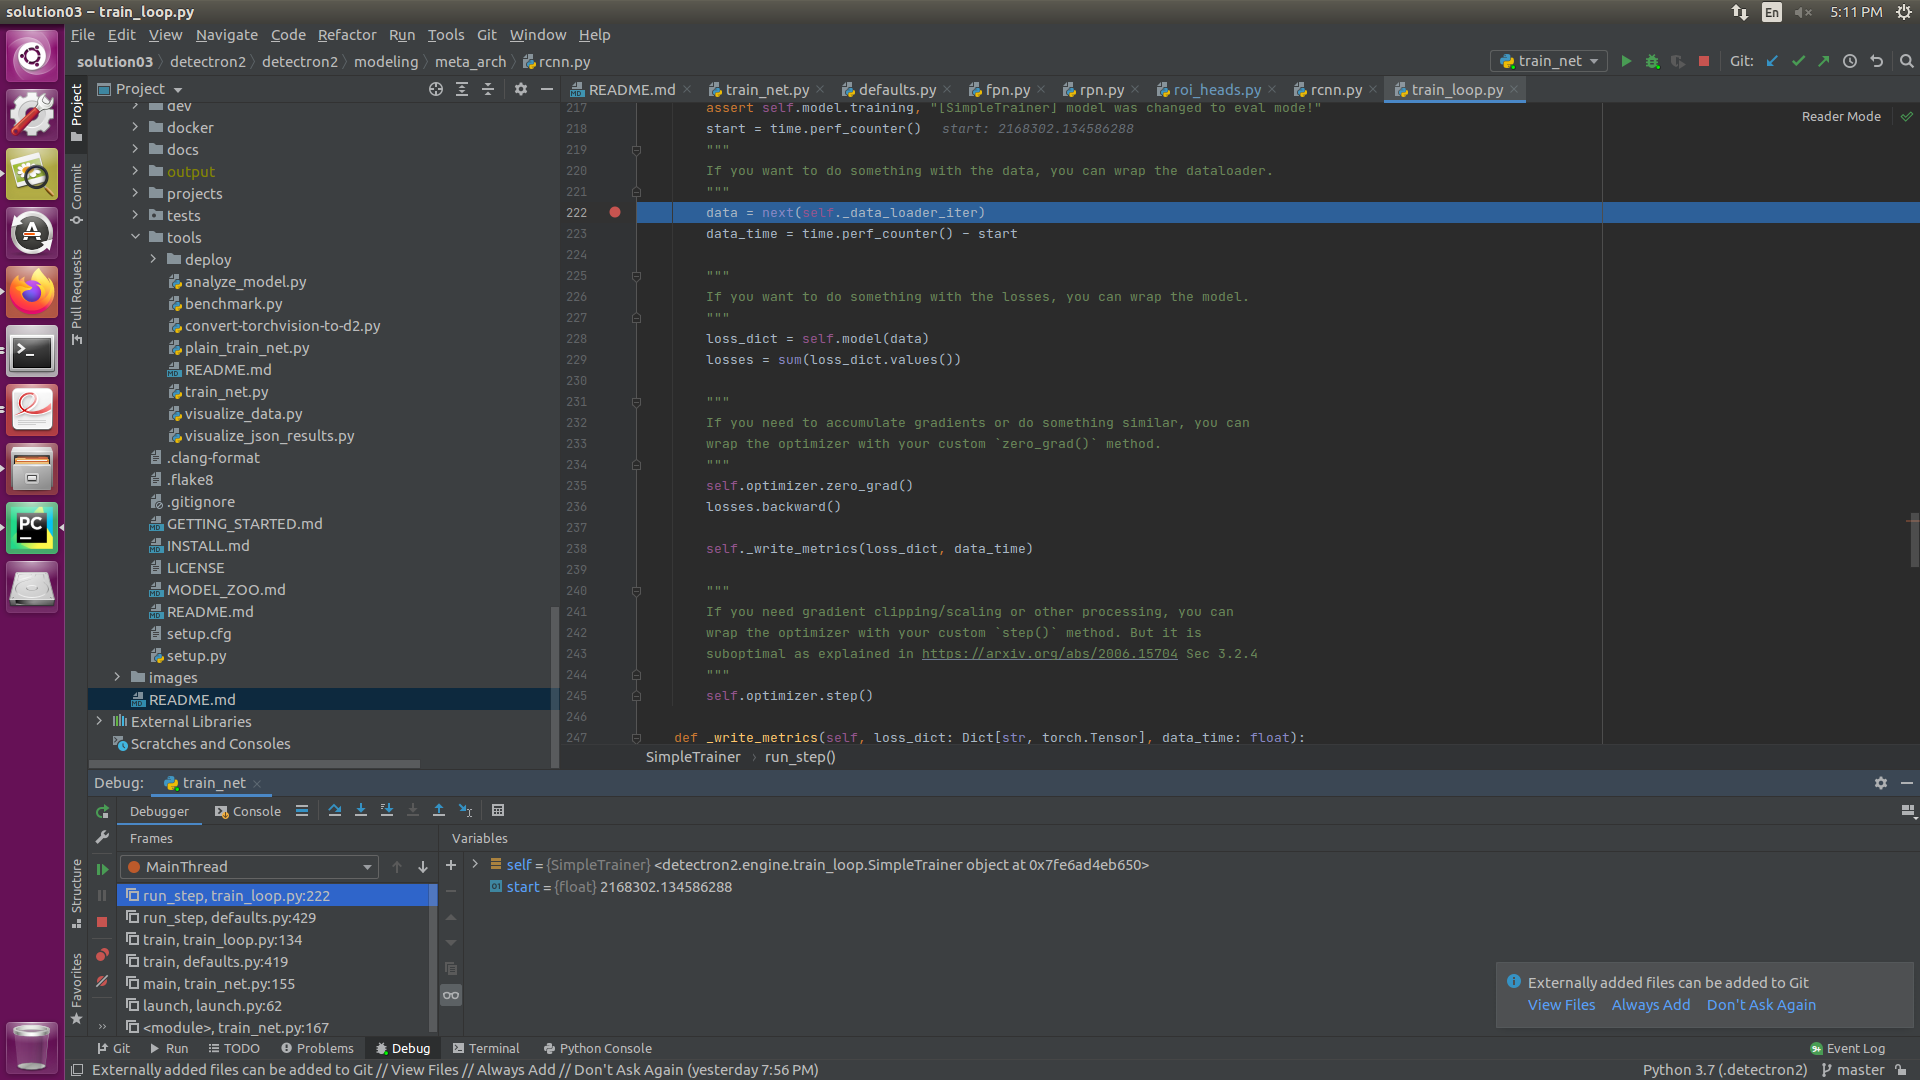 solution03 – train_loop.py
En
5:11 PM
File Edit View Navigate Code Refactor Run Tools Git Window Help
solution03 detectron2 detectron2 modeling meta_arch rcnn.py
train_net
Git:
Project
README.md train_net.py defaults.py fpn.py rpn.py roi_heads.py rcnn.py train_loop.py
Project
Commit
Pull Requests
Structure
Favorites
dev
docker
docs
output
projects
tests
tools
deploy
analyze_model.py
benchmark.py
convert-torchvision-to-d2.py
plain_train_net.py
README.md
train_net.py
visualize_data.py
visualize_json_results.py
.clang-format
.flake8
.gitignore
GETTING_STARTED.md
INSTALL.md
LICENSE
MODEL_ZOO.md
README.md
setup.cfg
setup.py
images
README.md
External Libraries
Scratches and Consoles
Reader Mode
217 assert self.model.training, "[SimpleTrainer] model was changed to eval mode!"
218 start = time.perf_counter() start: 2168302.134586288
219 """
220 If you want to do something with the data, you can wrap the dataloader.
221 """
222 data = next(self._data_loader_iter)
223 data_time = time.perf_counter() - start
224
225 """
226 If you want to do something with the losses, you can wrap the model.
227 """
228 loss_dict = self.model(data)
229 losses = sum(loss_dict.values())
230
231 """
232 If you need to accumulate gradients or do something similar, you can
233 wrap the optimizer with your custom `zero_grad()` method.
234 """
235 self.optimizer.zero_grad()
236 losses.backward()
237
238 self._write_metrics(loss_dict, data_time)
239
240 """
241 If you need gradient clipping/scaling or other processing, you can
242 wrap the optimizer with your custom `step()` method. But it is
243 suboptimal as explained in https://arxiv.org/abs/2006.15704 Sec 3.2.4
244 """
245 self.optimizer.step()
246
247 def _write_metrics(self, loss_dict: Dict[str, torch.Tensor], data_time: float):
SimpleTrainer run_step()
Debug: train_net
Debugger Console
Frames
Variables
MainThread
run_step, train_loop.py:222
run_step, defaults.py:429
train, train_loop.py:134
train, defaults.py:419
main, train_net.py:155
launch, launch.py:62
<module>, train_net.py:167
self = {SimpleTrainer} <detectron2.engine.train_loop.SimpleTrainer object at 0x7fe6ad4eb650>
start = {float} 2168302.134586288
Externally added files can be added to Git
View Files Always Add Don't Ask Again
Git Run TODO Problems Debug Terminal Python Console
9+ Event Log
Externally added files can be added to Git // View Files // Always Add // Don't Ask Again (yesterday 7:56 PM)
Python 3.7 (.detectron2) master
PC